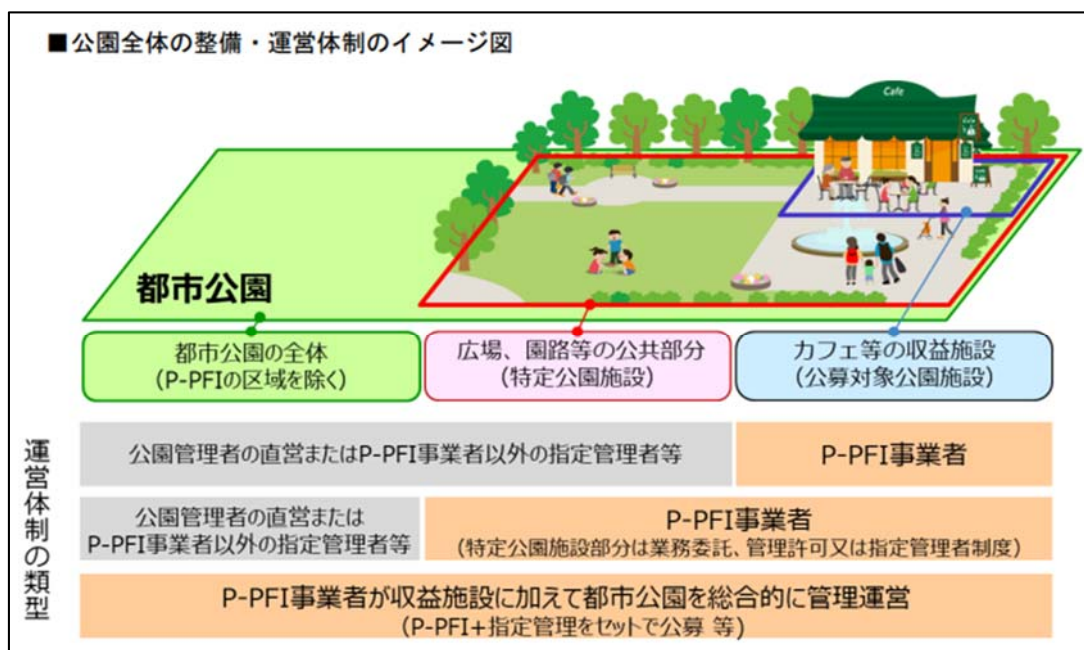 ■公園全体の整備・運営体制のイメージ図
Cafe
都市公園
都市公園の全体
(P-PFIの区域を除く)
広場、園路等の公共部分
(特定公園施設)
カフェ等の収益施設
(公募対象公園施設)
運営体制の類型
公園管理者の直営またはP-PFI事業者以外の指定管理者等
P-PFI事業者
公園管理者の直営または
P-PFI事業者以外の指定管理者等
P-PFI事業者
(特定公園施設部分は業務委託、管理許可又は指定管理者制度)
P-PFI事業者が収益施設に加えて都市公園を総合的に管理運営
(P-PFI+指定管理をセットで公募 等)